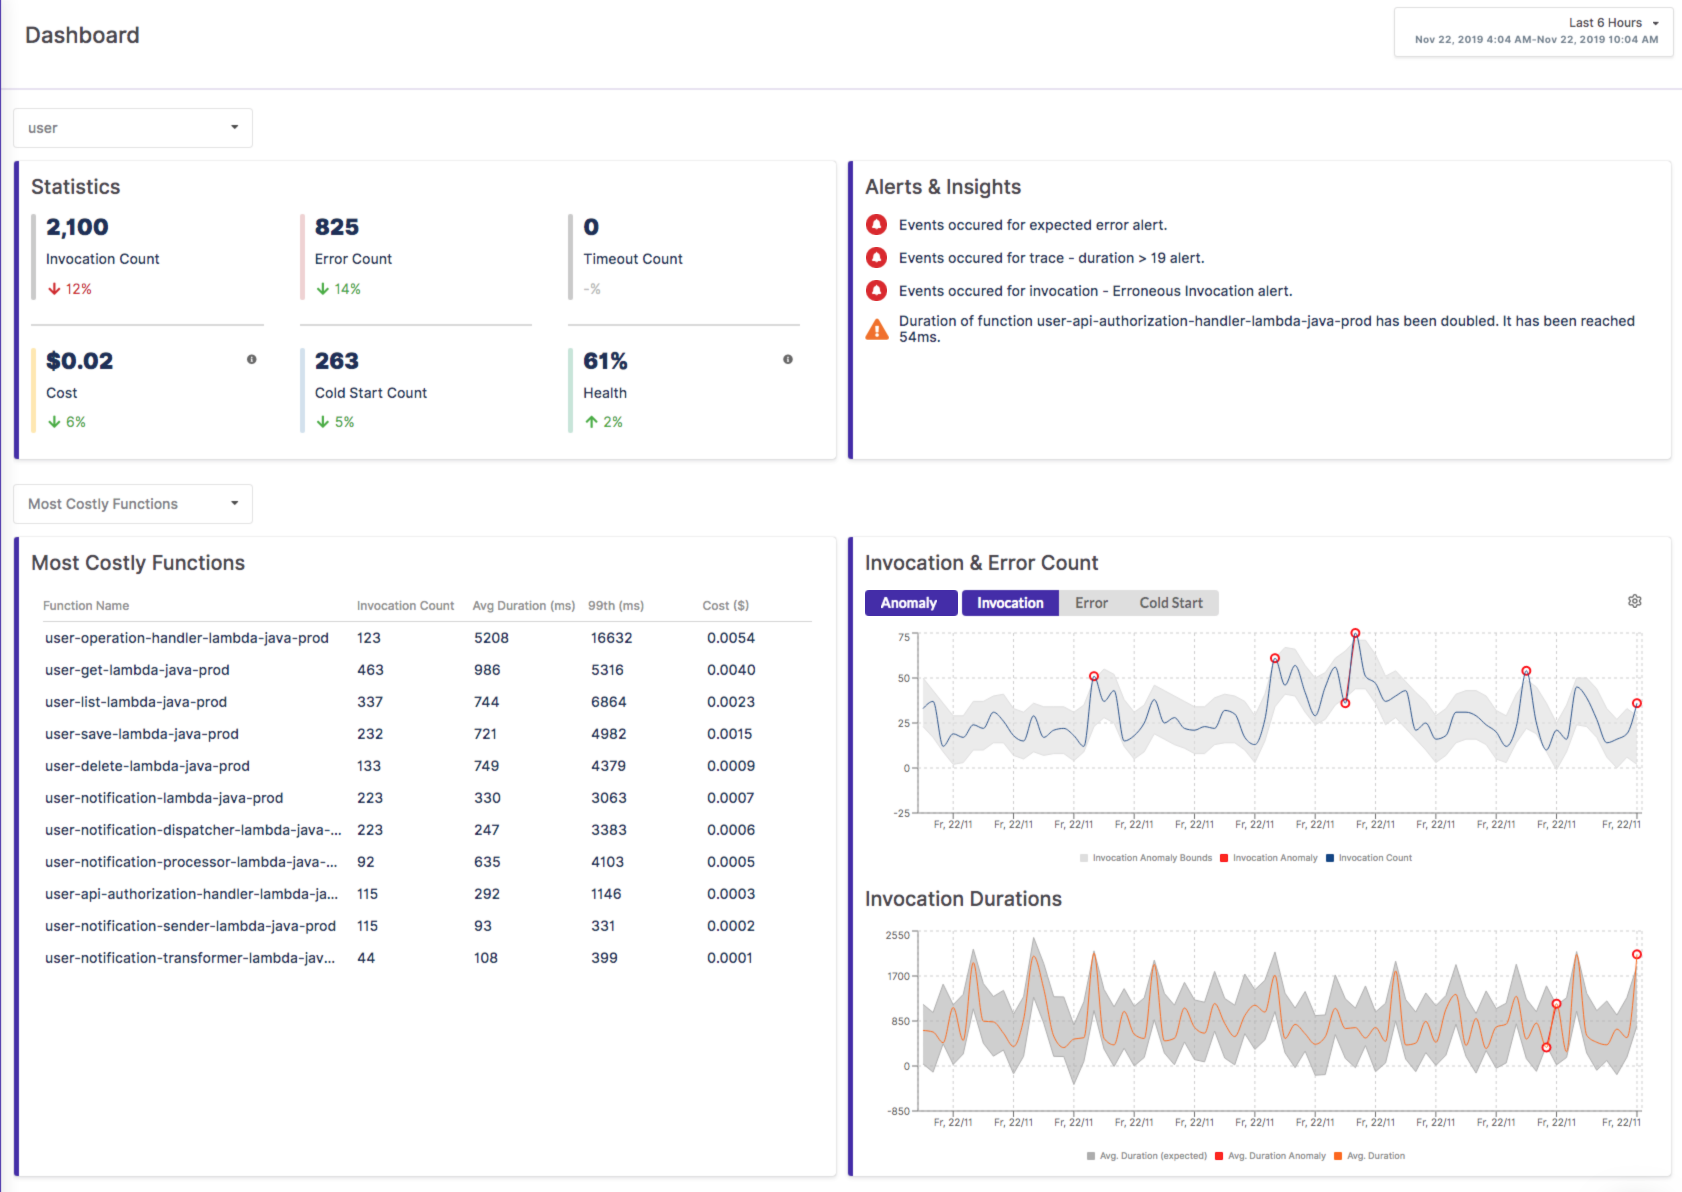 Dashboard
Last 6 Hours
Nov 22, 2019 4:04 AM-Nov 22, 2019 10:04 AM
user
Statistics
2,100
Invocation Count
12%
825
Error Count
14%
0
Timeout Count
-%
$0.02
Cost
6%
263
Cold Start Count
5%
61%
Health
2%
Alerts & Insights
Events occured for expected error alert.
Events occured for trace - duration > 19 alert.
Events occured for invocation - Erroneous Invocation alert.
Duration of function user-api-authorization-handler-lambda-java-prod has been doubled. It has been reached
54ms.
Most Costly Functions
Most Costly Functions
Function Name Invocation Count Avg Duration (ms) 99th (ms) Cost ($)
user-operation-handler-lambda-java-prod 123 5208 16632 0.0054
user-get-lambda-java-prod 463 986 5316 0.0040
user-list-lambda-java-prod 337 744 6864 0.0023
user-save-lambda-java-prod 232 721 4982 0.0015
user-delete-lambda-java-prod 133 749 4379 0.0009
user-notification-lambda-java-prod 223 330 3063 0.0007
user-notification-dispatcher-lambda-java-... 223 247 3383 0.0006
user-notification-processor-lambda-java-... 92 635 4103 0.0005
user-api-authorization-handler-lambda-ja... 115 292 1146 0.0003
user-notification-sender-lambda-java-prod 115 93 331 0.0002
user-notification-transformer-lambda-jav... 44 108 399 0.0001
Invocation & Error Count
Anomaly Invocation Error Cold Start
75
50
25
0
-25
Fr, 22/11 Fr, 22/11 Fr, 22/11 Fr, 22/11 Fr, 22/11 Fr, 22/11 Fr, 22/11 Fr, 22/11 Fr, 22/11 Fr, 22/11 Fr, 22/11 Fr, 22/11
Invocation Anomaly Bounds Invocation Anomaly Invocation Count
Invocation Durations
2550
1700
850
0
-850
Fr, 22/11 Fr, 22/11 Fr, 22/11 Fr, 22/11 Fr, 22/11 Fr, 22/11 Fr, 22/11 Fr, 22/11 Fr, 22/11 Fr, 22/11 Fr, 22/11 Fr, 22/11
Avg. Duration (expected) Avg. Duration Anomaly Avg. Duration